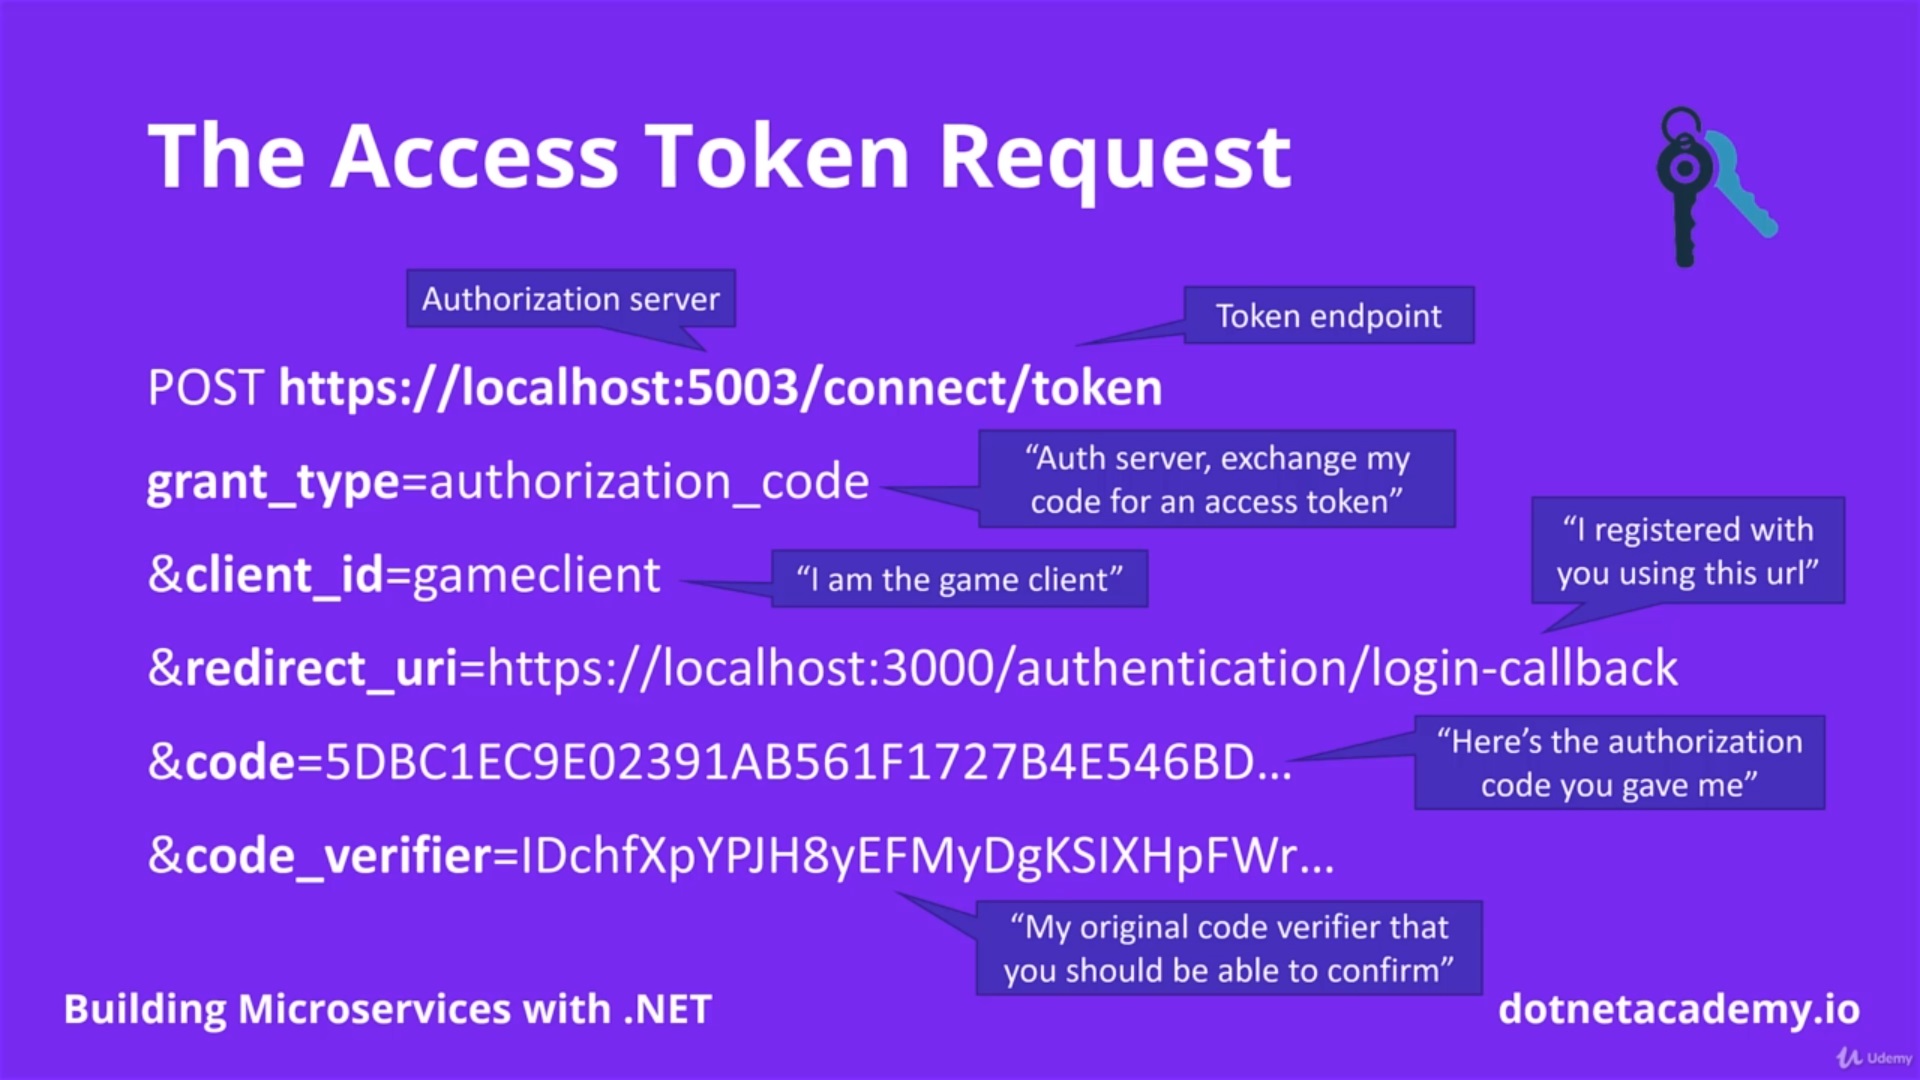 The Access Token Request
Authorization server
Token endpoint
POST https://localhost:5003/connect/token
grant_type=authorization_code
“Auth server, exchange my
code for an access token”
&client_id=gameclient
“I am the game client”
“I registered with
you using this url”
&redirect_uri=https://localhost:3000/authentication/login-callback
&code=5DBC1EC9E02391AB561F1727B4E546BD...
“Here’s the authorization
code you gave me”
&code_verifier=IDchfXpYPJH8yEFMyDgKSIXHpFWr...
“My original code verifier that
you should be able to confirm”
Building Microservices with .NET
dotnetacademy.io
Udemy